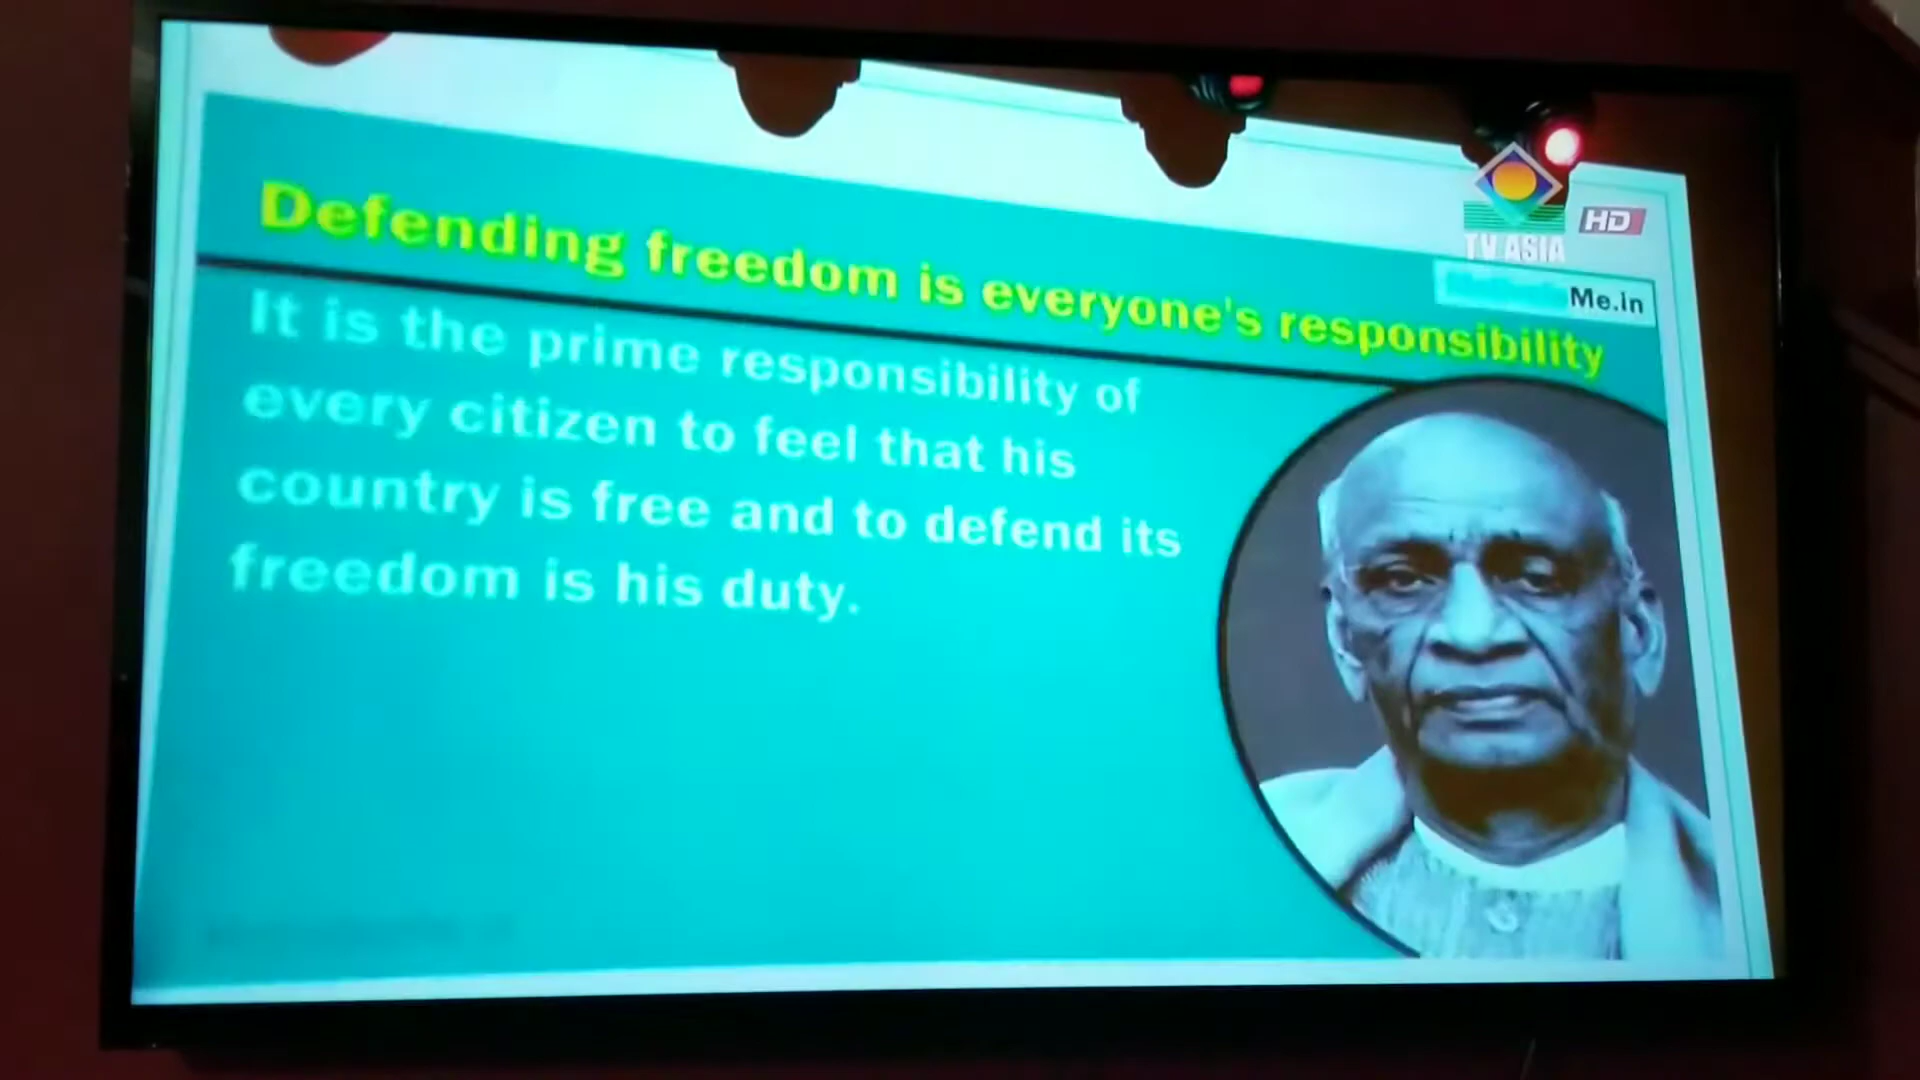 TV ASIA
HD
Me.in
Defending freedom is everyone's responsibility
It is the prime responsibility of
every citizen to feel that his
country is free and to defend its
freedom is his duty.